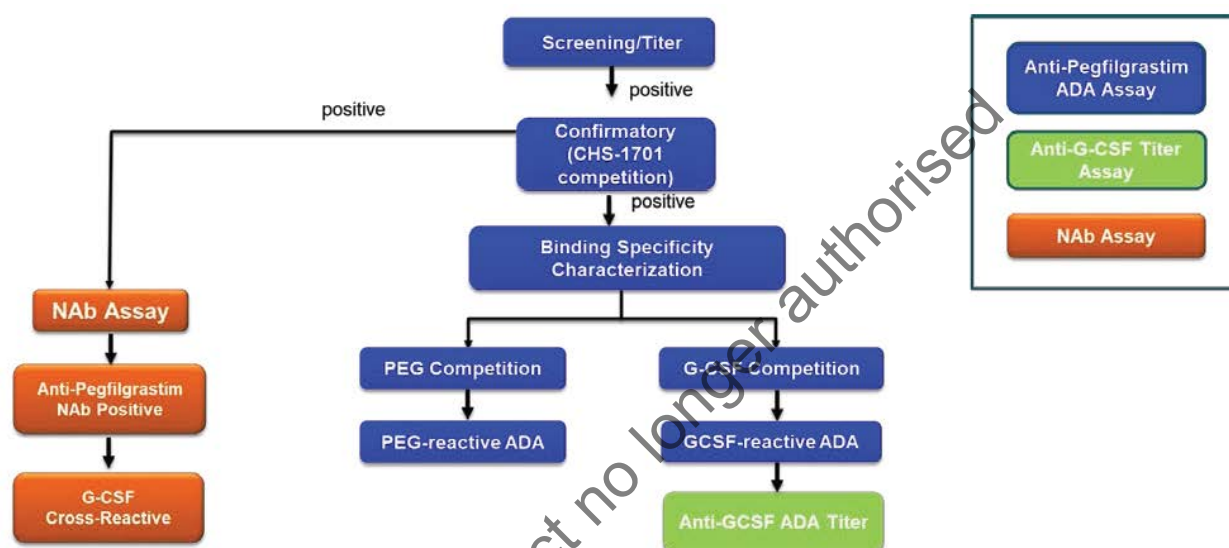 Screening/Titer
positive
positive
Confirmatory
(CHS-1701
competition)
positive
Binding Specificity
Characterization
NAb Assay
Anti-Pegfilgrastim
NAb Positive
G-CSF
Cross-Reactive
PEG Competition
PEG-reactive ADA
G-CSF Competition
GCSF-reactive ADA
Anti-GCSF ADA Titer
Anti-Pegfilgrastim
ADA Assay
Anti-G-CSF Titer
Assay
NAb Assay
no longer authorised